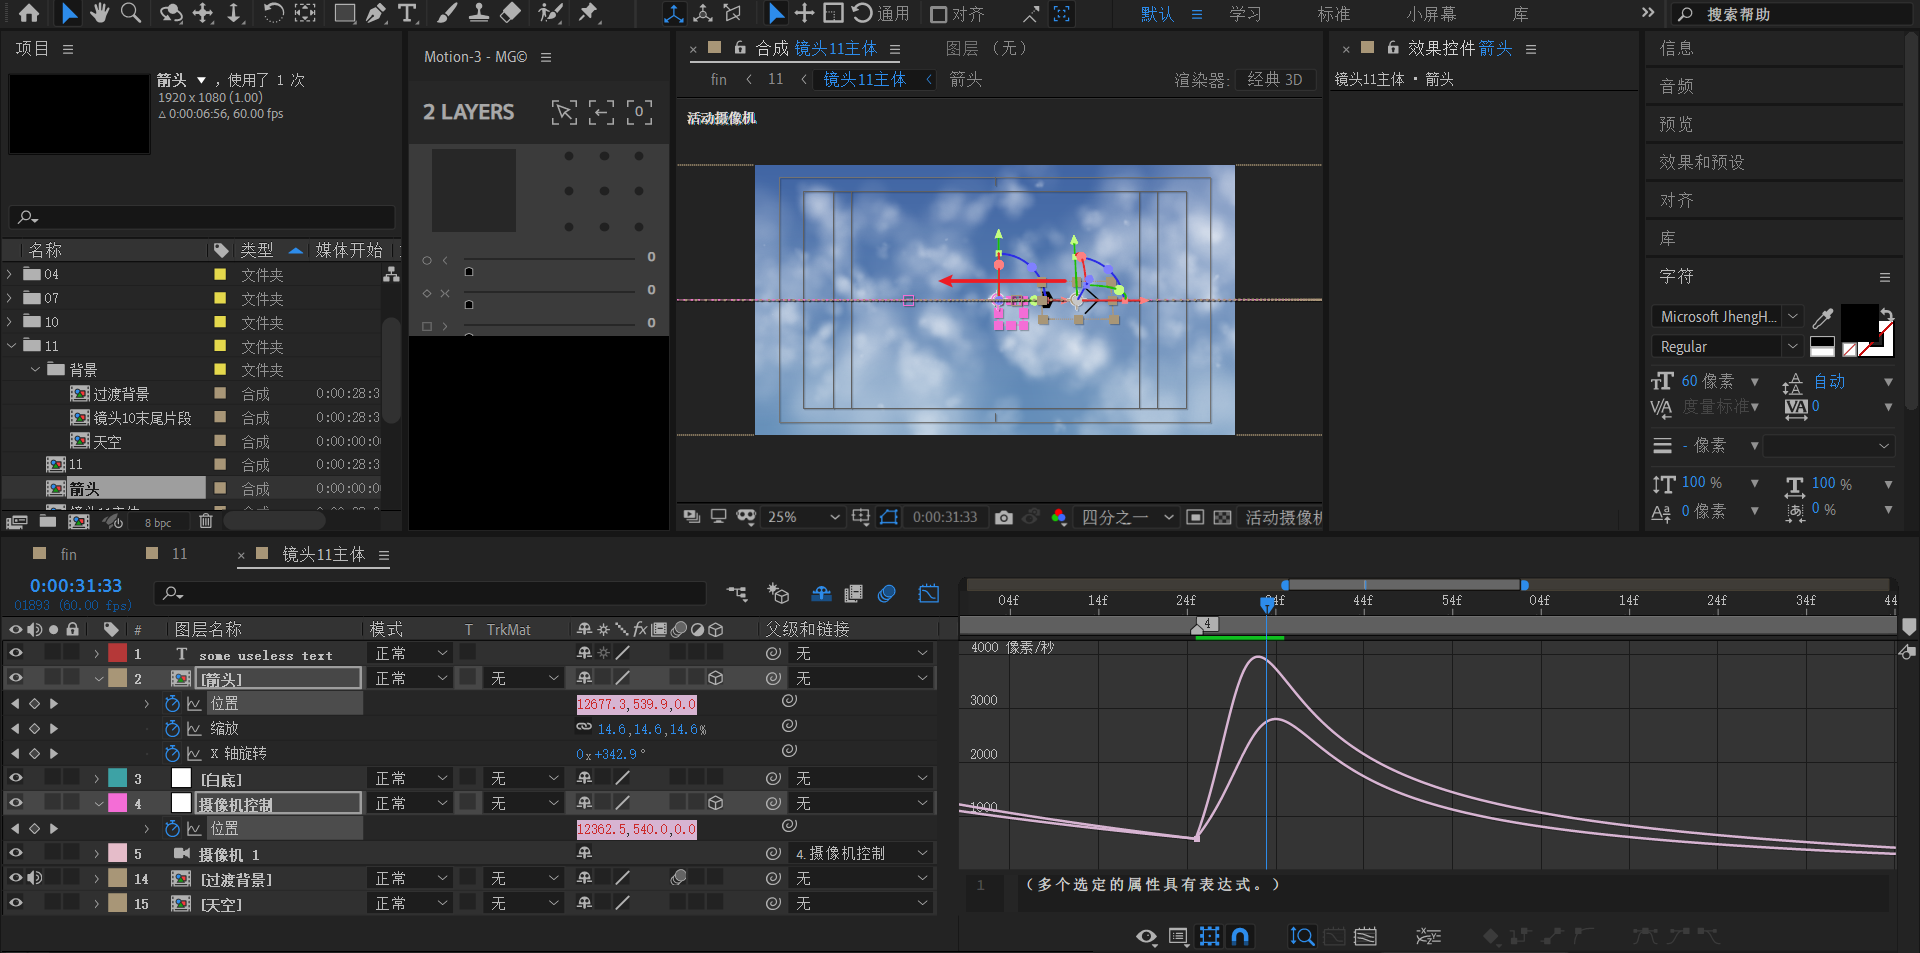 通用
对齐
默认
学习
标准
小屏幕
库
搜索帮助
项目
箭头 ，使用了 1 次
1920 x 1080 (1.00)
△ 0:00:06:56, 60.00 fps
名称
类型
媒体开始
04
文件夹
07
文件夹
10
文件夹
11
文件夹
背景
文件夹
过渡背景
合成
0:00:28:3
镜头10末尾片段
合成
0:00:28:3
天空
合成
0:00:00:0
11
合成
0:00:28:3
箭头
合成
0:00:00:0
8 bpc
Motion-3 - MG©
2 LAYERS
0
0
0
0
合成 镜头11主体
图层 （无）
fin
11
镜头11主体
箭头
渲染器:
经典 3D
活动摄像机
25%
0:00:31:33
四分之一
活动摄像机
效果控件 箭头
镜头11主体 · 箭头
信息
音频
预览
效果和预设
对齐
库
字符
Microsoft JhengH...
Regular
60 像素
自动
度量标准
0
- 像素
100 %
100 %
0 像素
0 %
fin
11
镜头11主体
0:00:31:33
01893 (60.00 fps)
#
图层名称
模式
T TrkMat
父级和链接
1
T some useless text
正常
无
2
[箭头]
正常
无
无
位置
12677.3,539.9,0.0
缩放
14.6,14.6,14.6%
X 轴旋转
0x+342.9°
3
[白底]
正常
无
无
4
摄像机控制
正常
无
无
位置
12362.5,540.0,0.0
5
摄像机 1
4. 摄像机控制
14
[过渡背景]
正常
无
无
15
[天空]
正常
无
无
04f
14f
24f
44f
54f
04f
14f
24f
34f
44
4
4000 像素/秒
3000
2000
1000
1
(多个选定的属性具有表达式。)